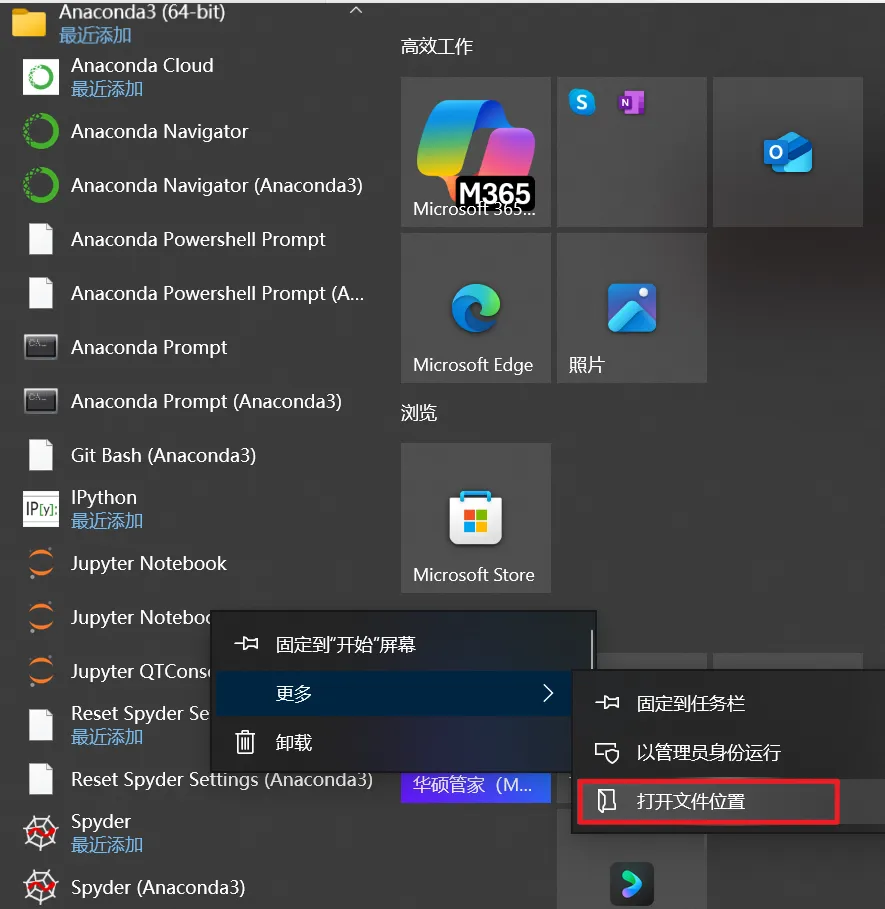 Anaconda3 (64-bit)
最近添加
Anaconda Cloud
最近添加
Anaconda Navigator
Anaconda Navigator (Anaconda3)
Anaconda Powershell Prompt
Anaconda Powershell Prompt (A...
Anaconda Prompt
Anaconda Prompt (Anaconda3)
Git Bash (Anaconda3)
IP[y]:
IPython
最近添加
Jupyter Notebook
Jupyter Noteboo
Jupyter QTConso
Reset Spyder Se
最近添加
Reset Spyder Settings (Anaconda3)
Spyder
最近添加
Spyder (Anaconda3)
高效工作
M365
Microsoft 365...
S
N
O
Microsoft Edge
照片
浏览
Microsoft Store
华硕管家（M...
固定到"开始"屏幕
更多
卸载
固定到任务栏
以管理员身份运行
打开文件位置